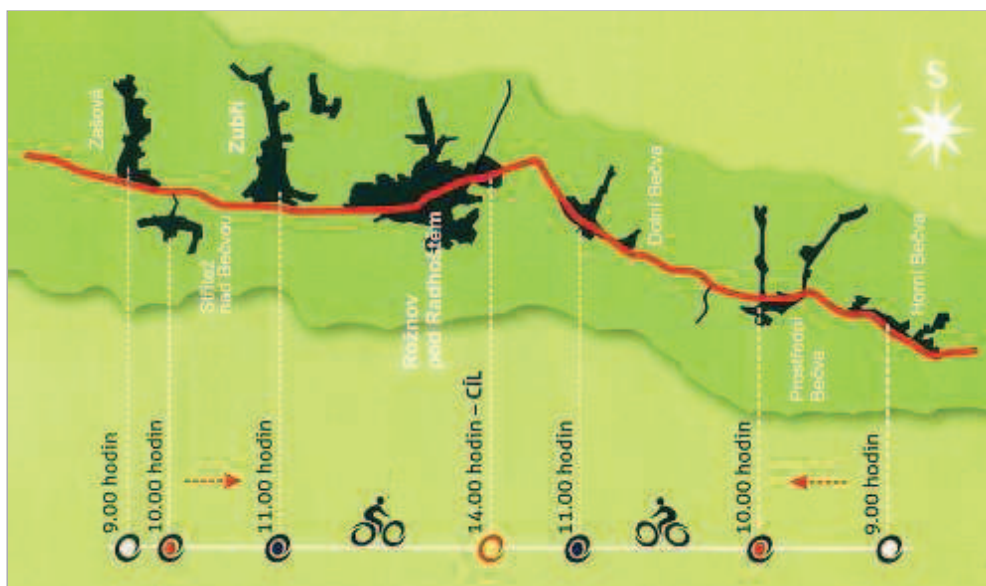 Zašová
Střítež
nad Bečvou
Zubří
Rožnov
pod Radhoštěm
Dolní Bečva
Prostřední
Bečva
Horní Bečva
S
9.00 hodin
10.00 hodin
11.00 hodin
14.00 hodin – CÍL
11.00 hodin
10.00 hodin
9.00 hodin